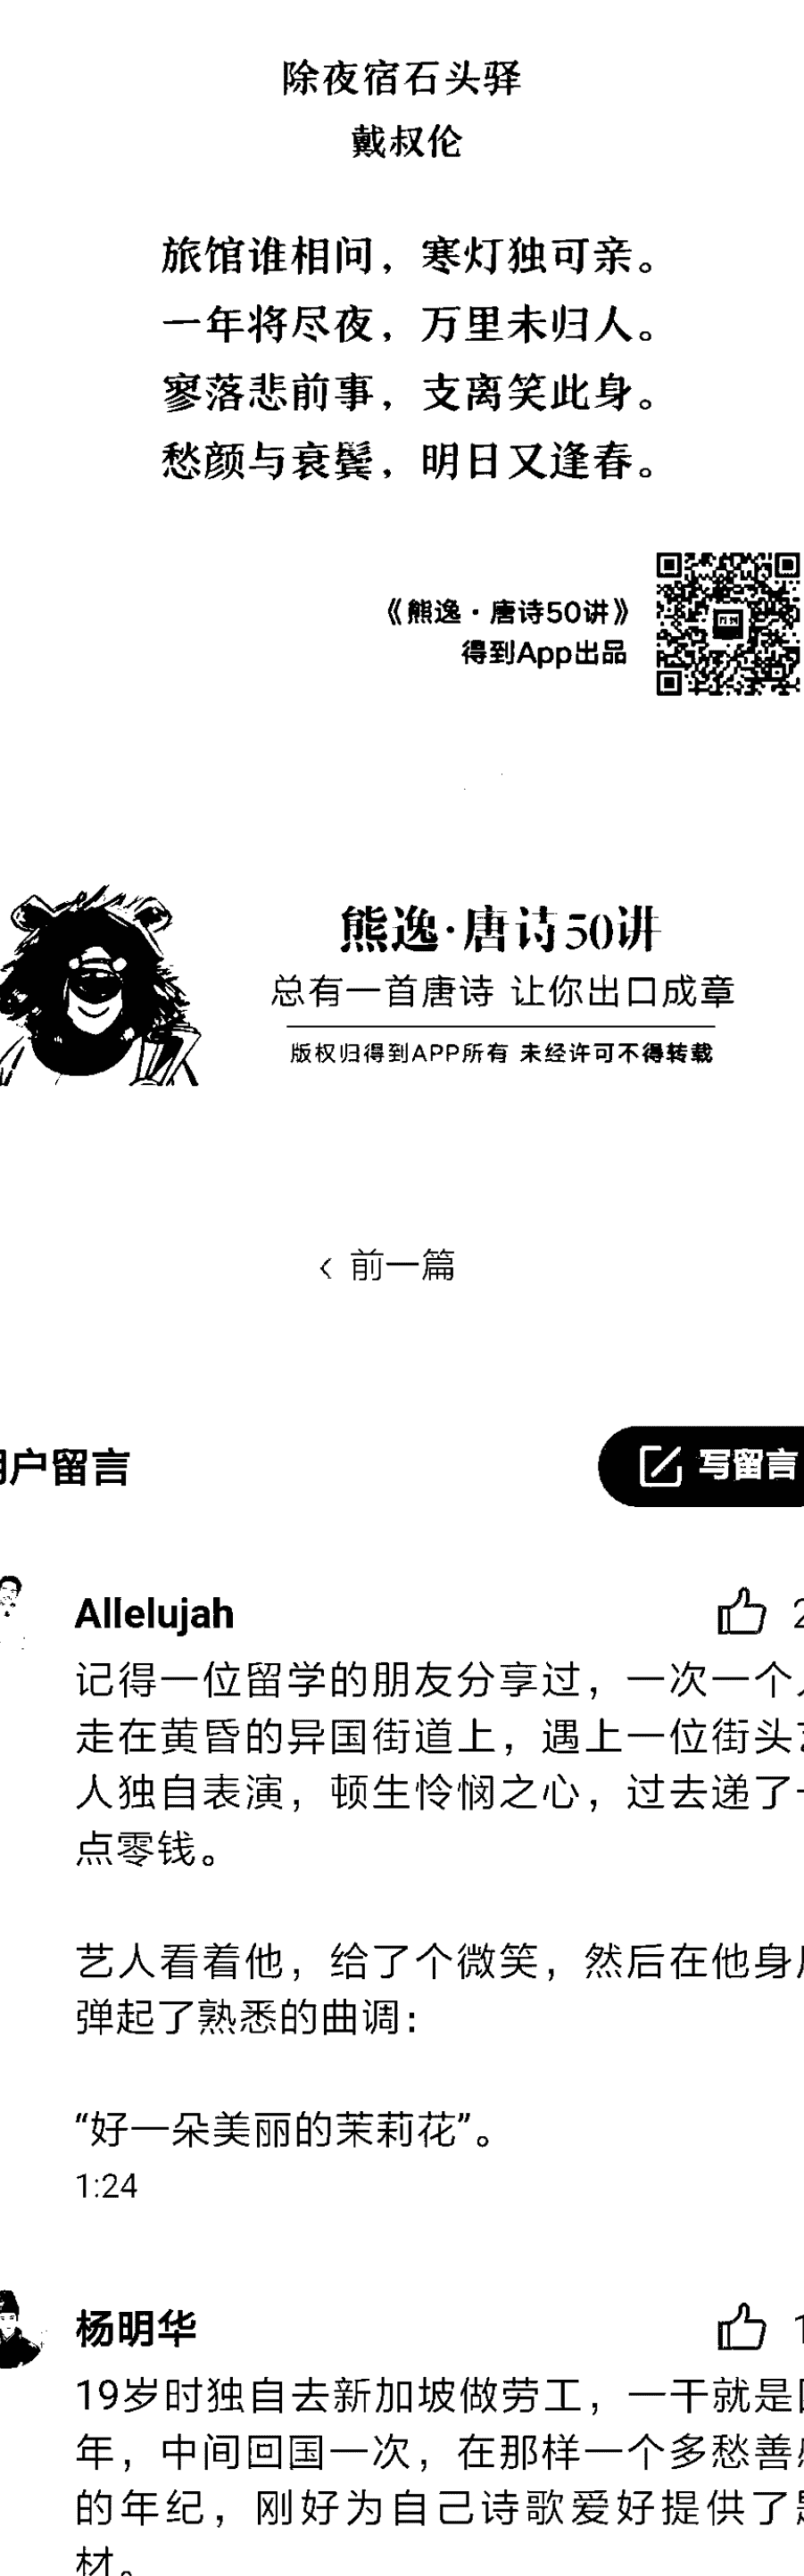 除夜宿石头驿
戴叔伦
旅馆谁相问，寒灯独可亲。
一年将尽夜，万里未归人。
寥落悲前事，支离笑此身。
愁颜与衰鬓，明日又逢春。
《熊逸·唐诗50讲》
得到App出品
熊逸·唐诗50讲
总有一首唐诗 让你出口成章
版权归得到APP所有 未经许可不得转载
前一篇
户留言
写留言
Allelujah
记得一位留学的朋友分享过，一次一个
走在黄昏的异国街道上，遇上一位街头
人独自表演，顿生怜悯之心，过去递了
点零钱。
艺人看着他，给了个微笑，然后在他身
弹起了熟悉的曲调：
“好一朵美丽的茉莉花”。
1:24
杨明华
19岁时独自去新加坡做劳工，一干就是
年，中间回国一次，在那样一个多愁善
的年纪，刚好为自己诗歌爱好提供了
材。